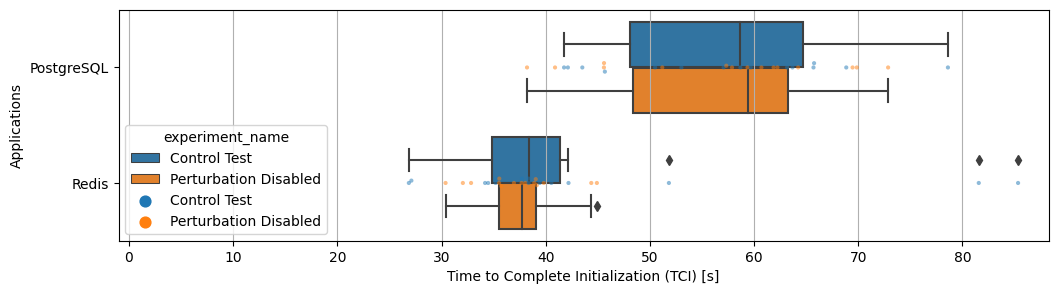 Applications
PostgreSQL
Redis
experiment_name
Control Test
Perturbation Disabled
Control Test
Perturbation Disabled
0 10 20 30 40 50 60 70 80
Time to Complete Initialization (TCI) [s]